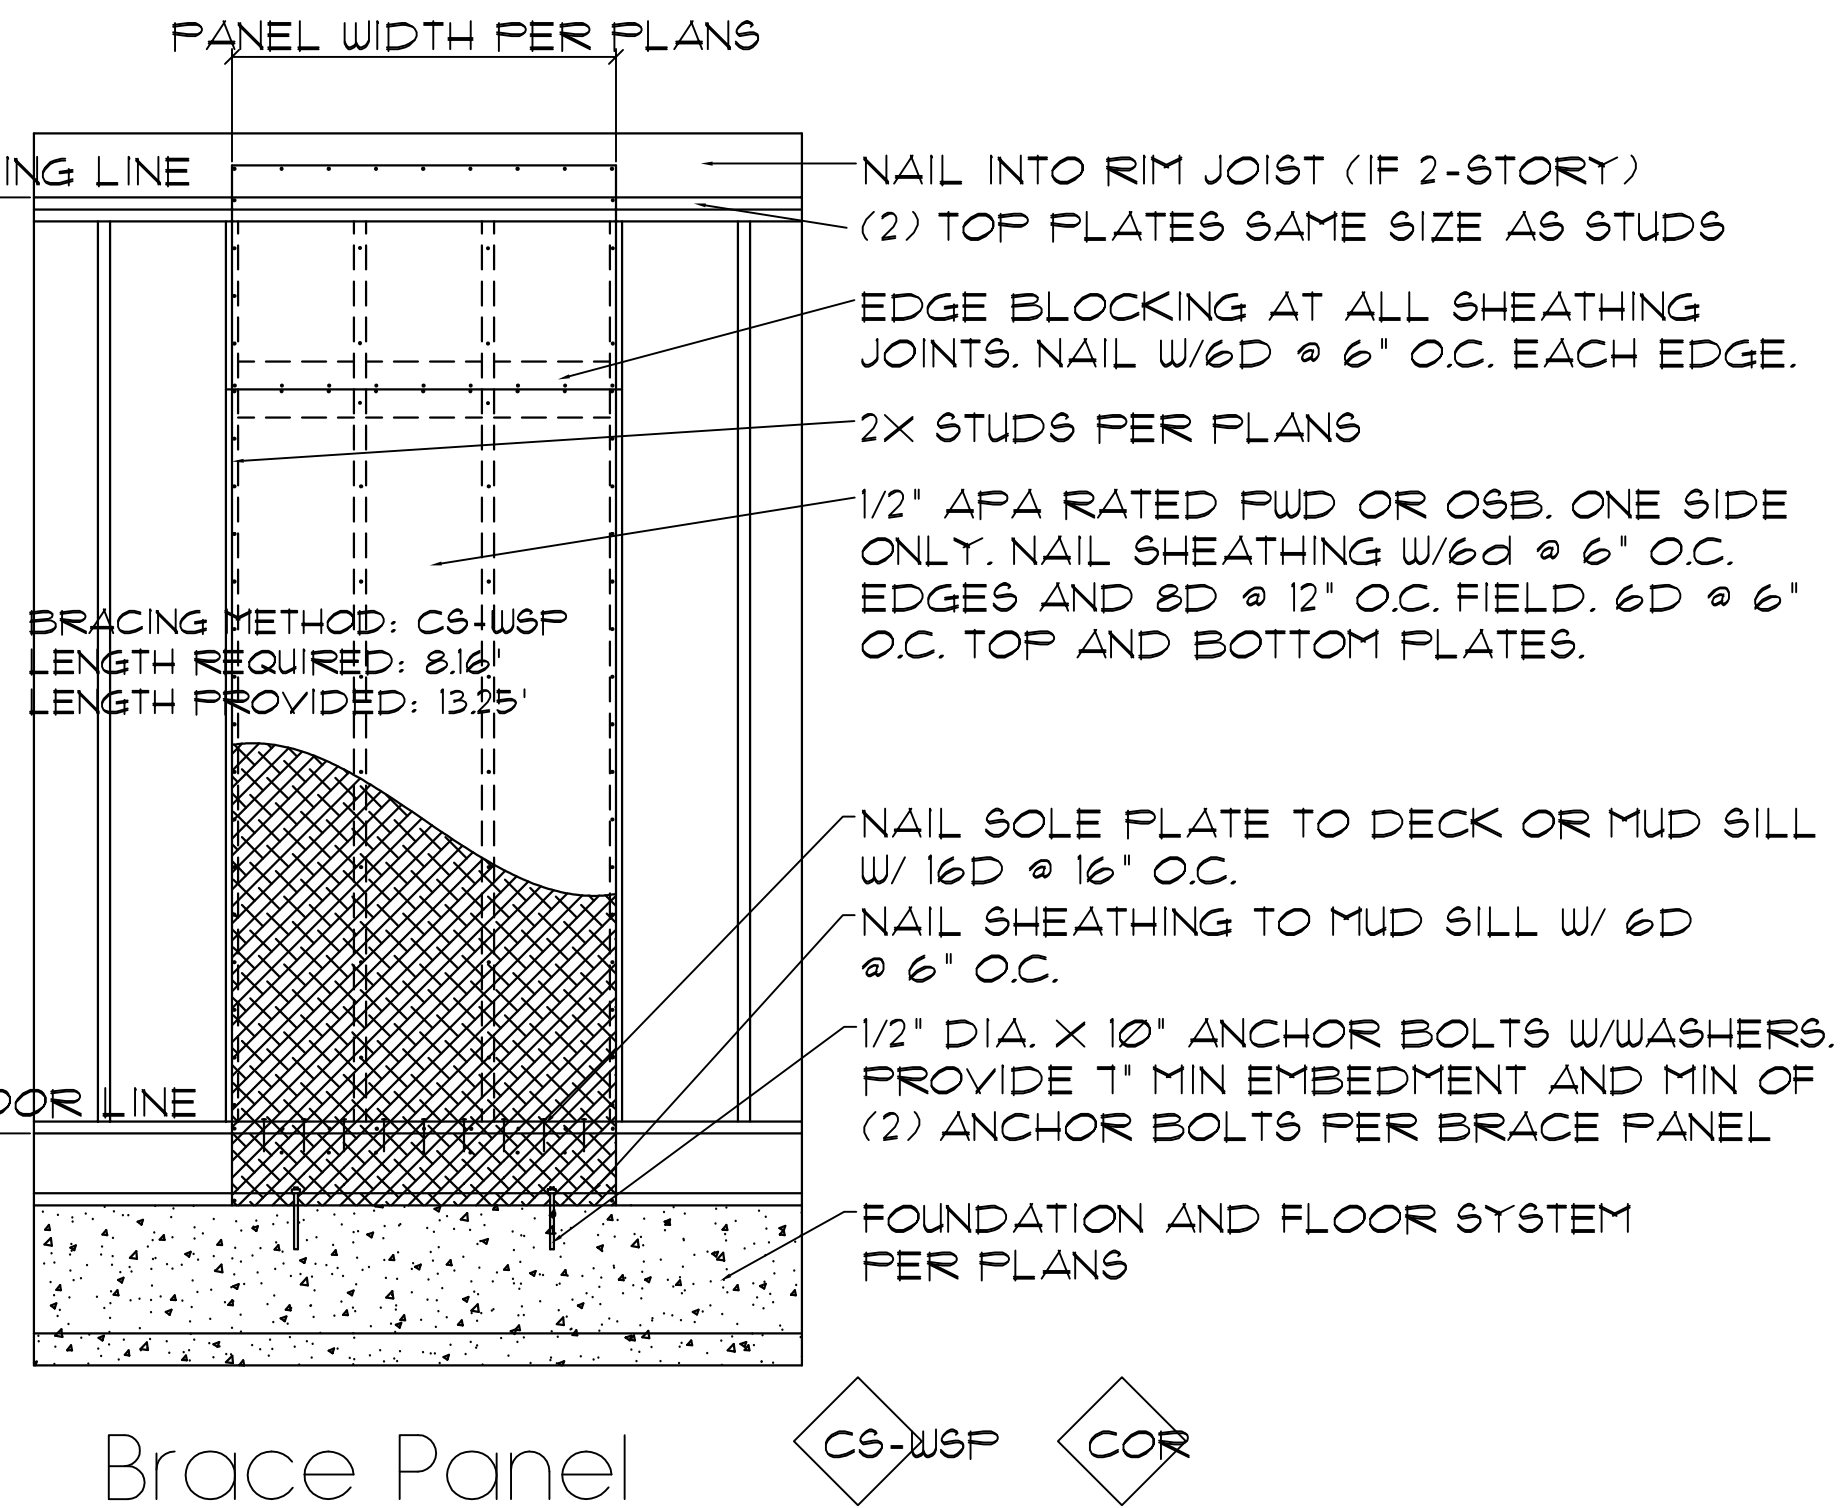 PANEL WIDTH PER PLANS
ING LINE
NAIL INTO RIM JOIST (IF 2-STORY)
(2) TOP PLATES SAME SIZE AS STUDS
EDGE BLOCKING AT ALL SHEATHING
JOINTS. NAIL W/6D @ 6" O.C. EACH EDGE.
2X STUDS PER PLANS
1/2" APA RATED PWD OR OSB. ONE SIDE
ONLY. NAIL SHEATHING W/6d @ 6" O.C.
EDGES AND 8D @ 12" O.C. FIELD. 6D @ 6"
O.C. TOP AND BOTTOM PLATES.
BRACING METHOD: CS-WSP
LENGTH REQUIRED: 8.16'
LENGTH PROVIDED: 13.25'
NAIL SOLE PLATE TO DECK OR MUD SILL
W/ 16D @ 16" O.C.
NAIL SHEATHING TO MUD SILL W/ 6D
@ 6" O.C.
1/2" DIA. X 10" ANCHOR BOLTS W/WASHERS.
PROVIDE 7" MIN EMBEDMENT AND MIN OF
(2) ANCHOR BOLTS PER BRACE PANEL
OOR LINE
FOUNDATION AND FLOOR SYSTEM
PER PLANS
Brace Panel
CS-WSP
COR